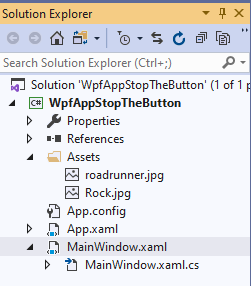 Solution Explorer
Search Solution Explorer (Ctrl+;)
Solution 'WpfAppStopTheButton' (1 of 1 p
C# WpfAppStopTheButton
Properties
References
Assets
roadrunner.jpg
Rock.jpg
App.config
App.xaml
MainWindow.xaml
MainWindow.xaml.cs